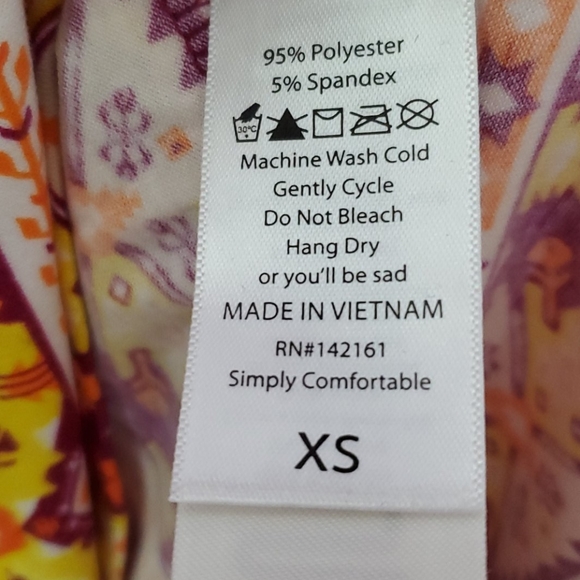 95% Polyester
5% Spandex
30°C
Machine Wash Cold
Gently Cycle
Do Not Bleach
Hang Dry
or you'll be sad
MADE IN VIETNAM
RN#142161
Simply Comfortable
XS